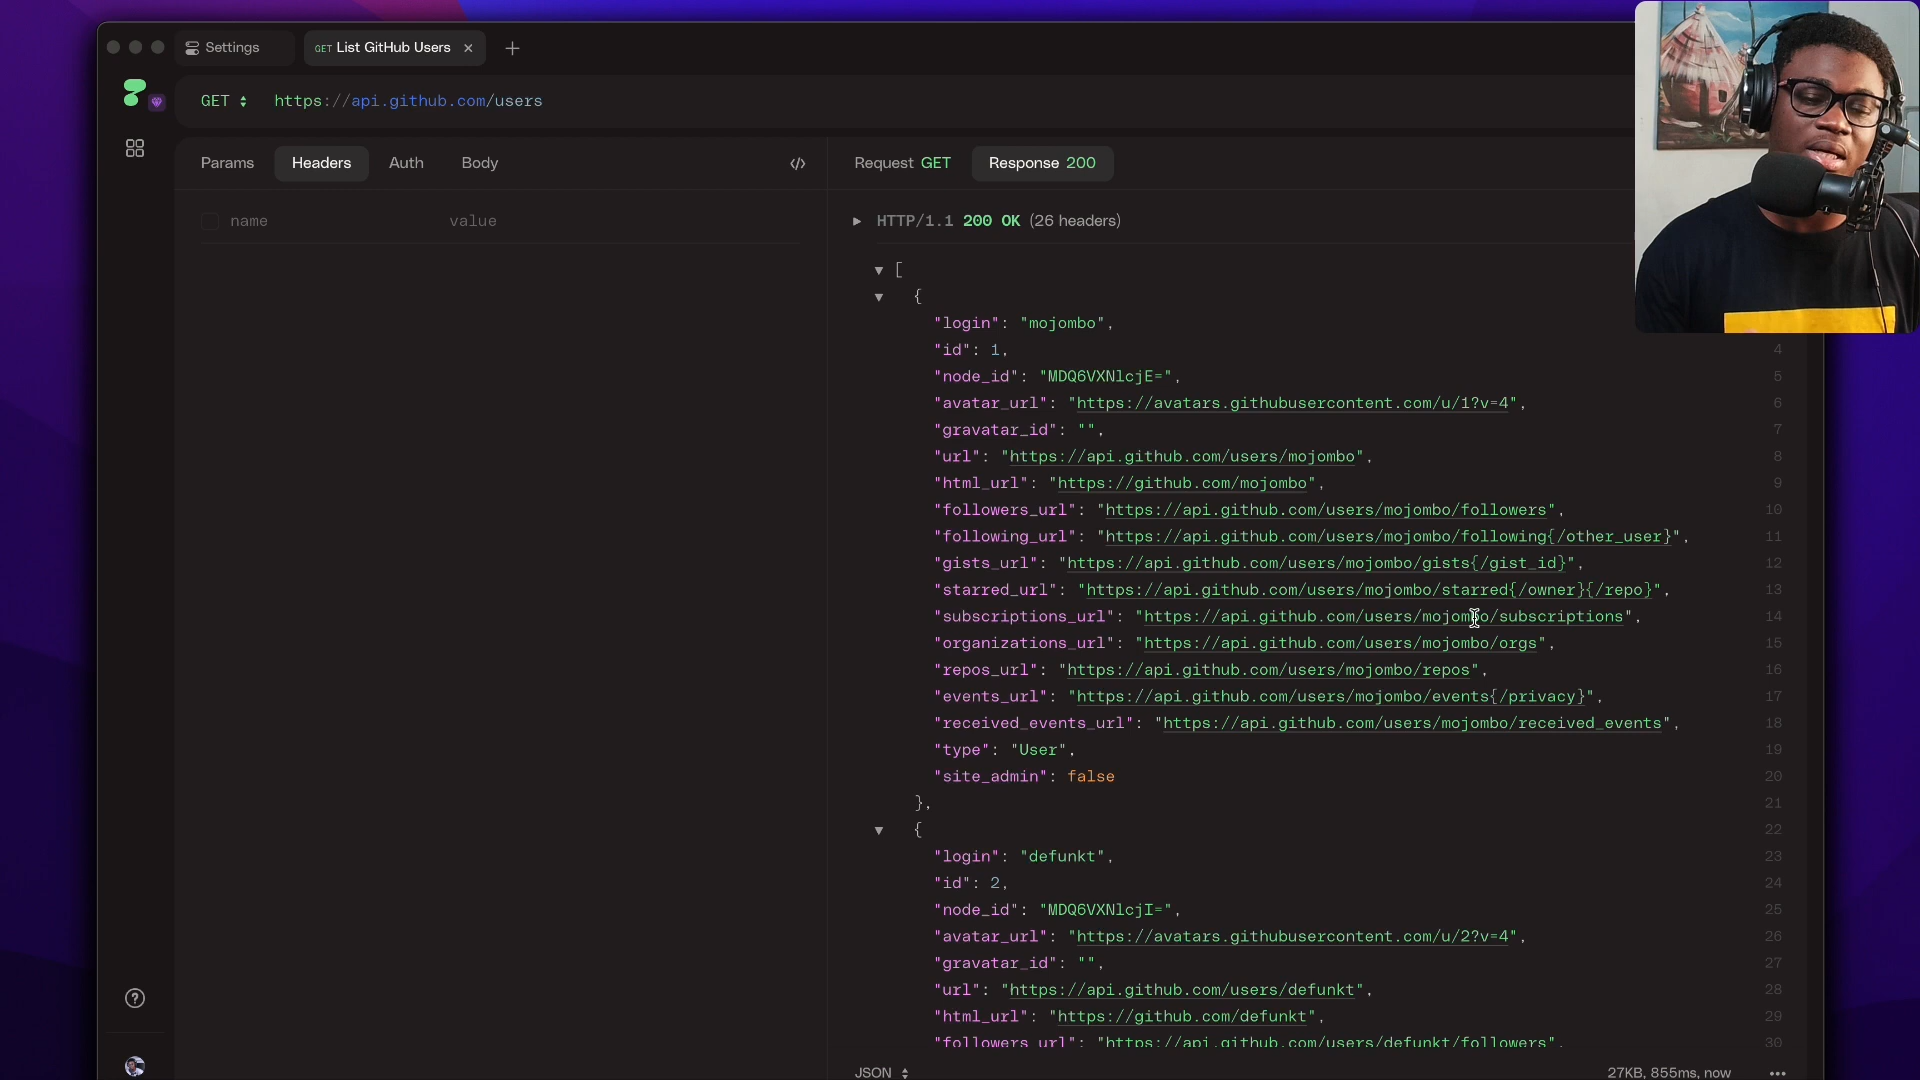 Settings
GET List GitHub Users
GET https://api.github.com/users
Params Headers Auth Body
name value
Request GET Response 200
HTTP/1.1 200 OK (26 headers)
[
{
"login": "mojombo",
"id": 1, 4
"node_id": "MDQ6VXNlcjE=", 5
"avatar_url": "https://avatars.githubusercontent.com/u/1?v=4", 6
"gravatar_id": "", 7
"url": "https://api.github.com/users/mojombo", 8
"html_url": "https://github.com/mojombo", 9
"followers_url": "https://api.github.com/users/mojombo/followers", 10
"following_url": "https://api.github.com/users/mojombo/following{/other_user}", 11
"gists_url": "https://api.github.com/users/mojombo/gists{/gist_id}", 12
"starred_url": "https://api.github.com/users/mojombo/starred{/owner}{/repo}", 13
"subscriptions_url": "https://api.github.com/users/mojombo/subscriptions", 14
"organizations_url": "https://api.github.com/users/mojombo/orgs", 15
"repos_url": "https://api.github.com/users/mojombo/repos", 16
"events_url": "https://api.github.com/users/mojombo/events{/privacy}", 17
"received_events_url": "https://api.github.com/users/mojombo/received_events", 18
"type": "User", 19
"site_admin": false 20
}, 21
{ 22
"login": "defunkt", 23
"id": 2, 24
"node_id": "MDQ6VXNlcjI=", 25
"avatar_url": "https://avatars.githubusercontent.com/u/2?v=4", 26
"gravatar_id": "", 27
"url": "https://api.github.com/users/defunkt", 28
"html_url": "https://github.com/defunkt", 29
"followers_url": "https://api.github.com/users/defunkt/followers", 30
JSON 27KB, 855ms, now